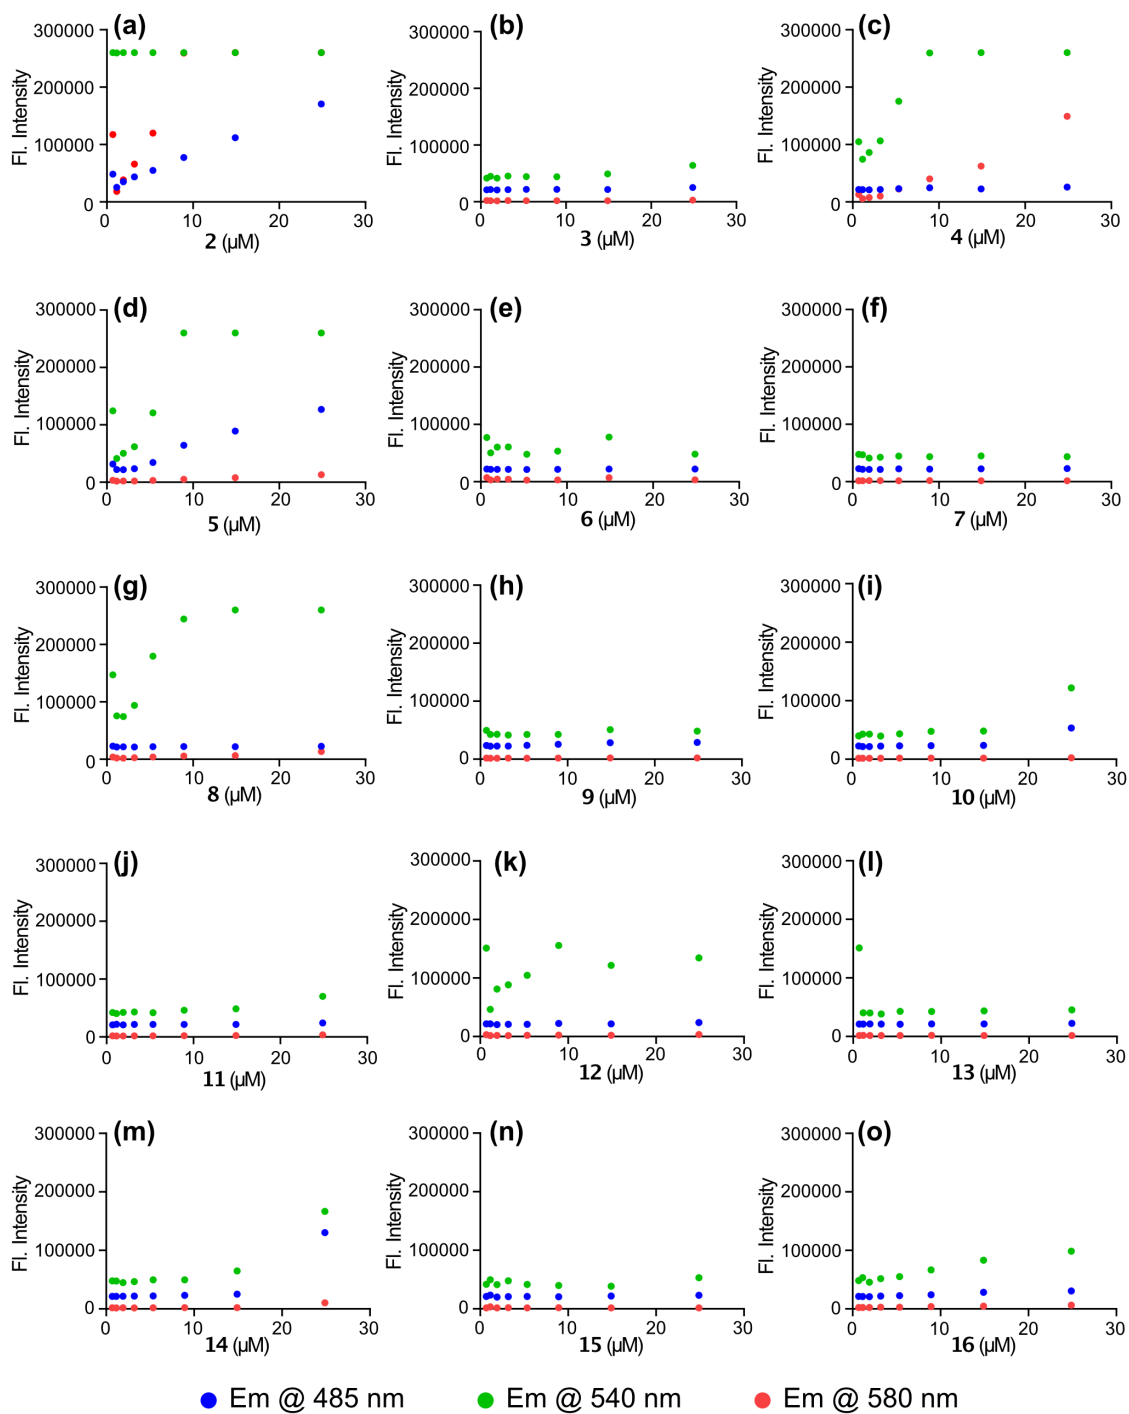 (a) (b) (c)
300000 300000 300000
200000 200000 200000
100000 100000 100000
0 0 0
Fl. Intensity Fl. Intensity Fl. Intensity
0 10 20 30 0 10 20 30 0 10 20 30
2 (µM) 3 (µM) 4 (µM)
(d) (e) (f)
300000 300000 300000
200000 200000 200000
100000 100000 100000
0 0 0
Fl. Intensity Fl. Intensity Fl. Intensity
0 10 20 30 0 10 20 30 0 10 20 30
5 (µM) 6 (µM) 7 (µM)
(g) (h) (i)
300000 300000 300000
200000 200000 200000
100000 100000 100000
0 0 0
Fl. Intensity Fl. Intensity Fl. Intensity
0 10 20 30 0 10 20 30 0 10 20 30
8 (µM) 9 (µM) 10 (µM)
(j) (k) (l)
300000 300000 300000
200000 200000 200000
100000 100000 100000
0 0 0
Fl. Intensity Fl. Intensity Fl. Intensity
0 10 20 30 0 10 20 30 0 10 20 30
11 (µM) 12 (µM) 13 (µM)
(m) (n) (o)
300000 300000 300000
200000 200000 200000
100000 100000 100000
0 0 0
Fl. Intensity Fl. Intensity Fl. Intensity
0 10 20 30 0 10 20 30 0 10 20 30
14 (µM) 15 (µM) 16 (µM)
Em @ 485 nm Em @ 540 nm Em @ 580 nm